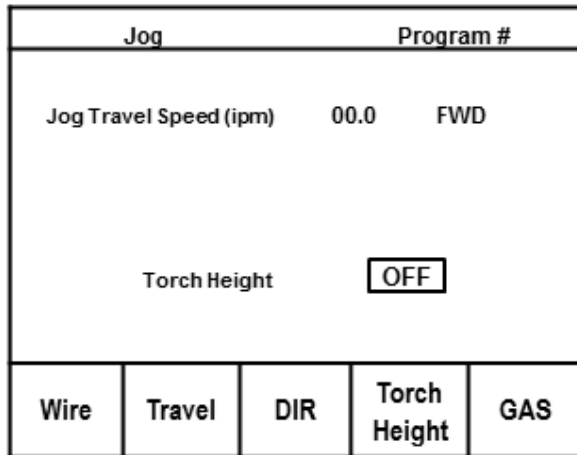 Jog Program #
Jog Travel Speed (ipm) 00.0 FWD
Torch Height OFF
Wire Travel DIR Torch Height GAS